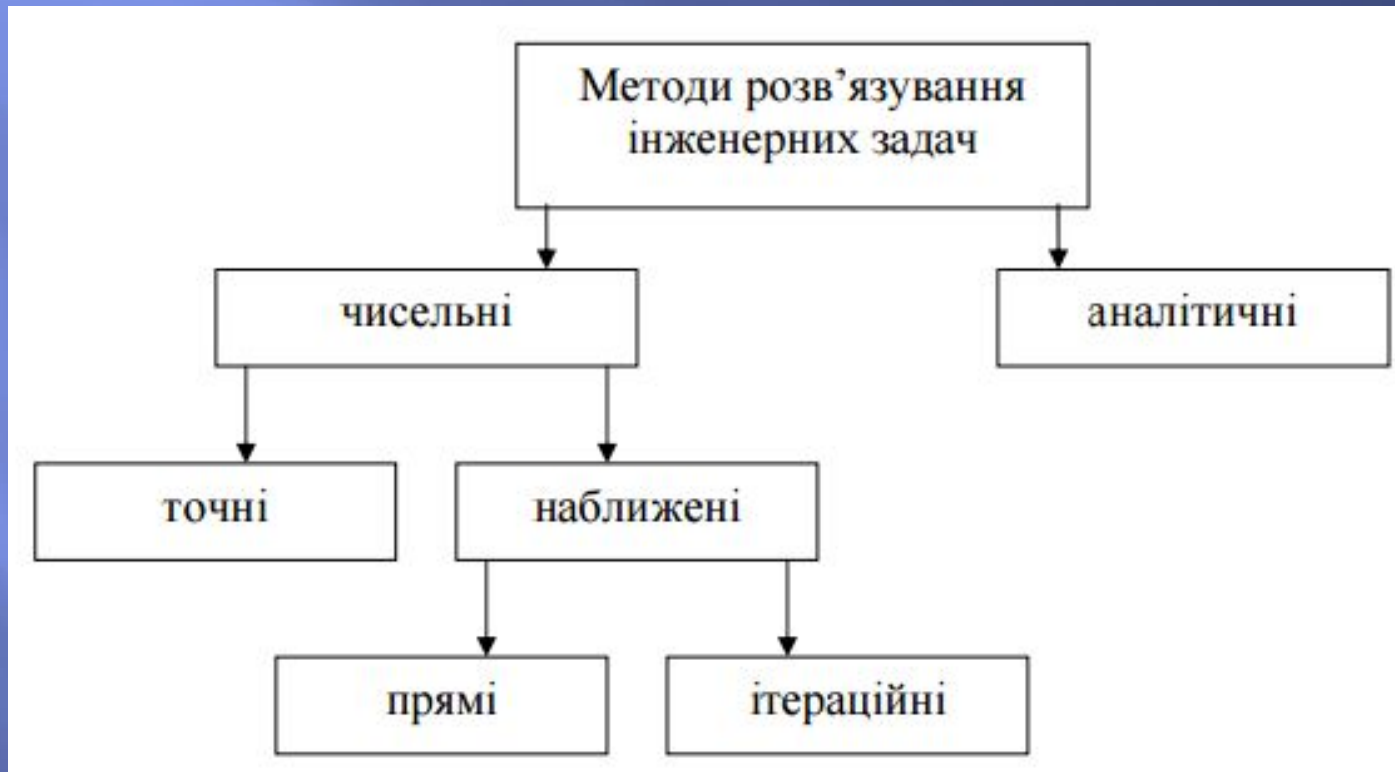 Методи розв’язування
інженерних задач
чисельні
аналітичні
точні
наближені
прямі
ітераційні